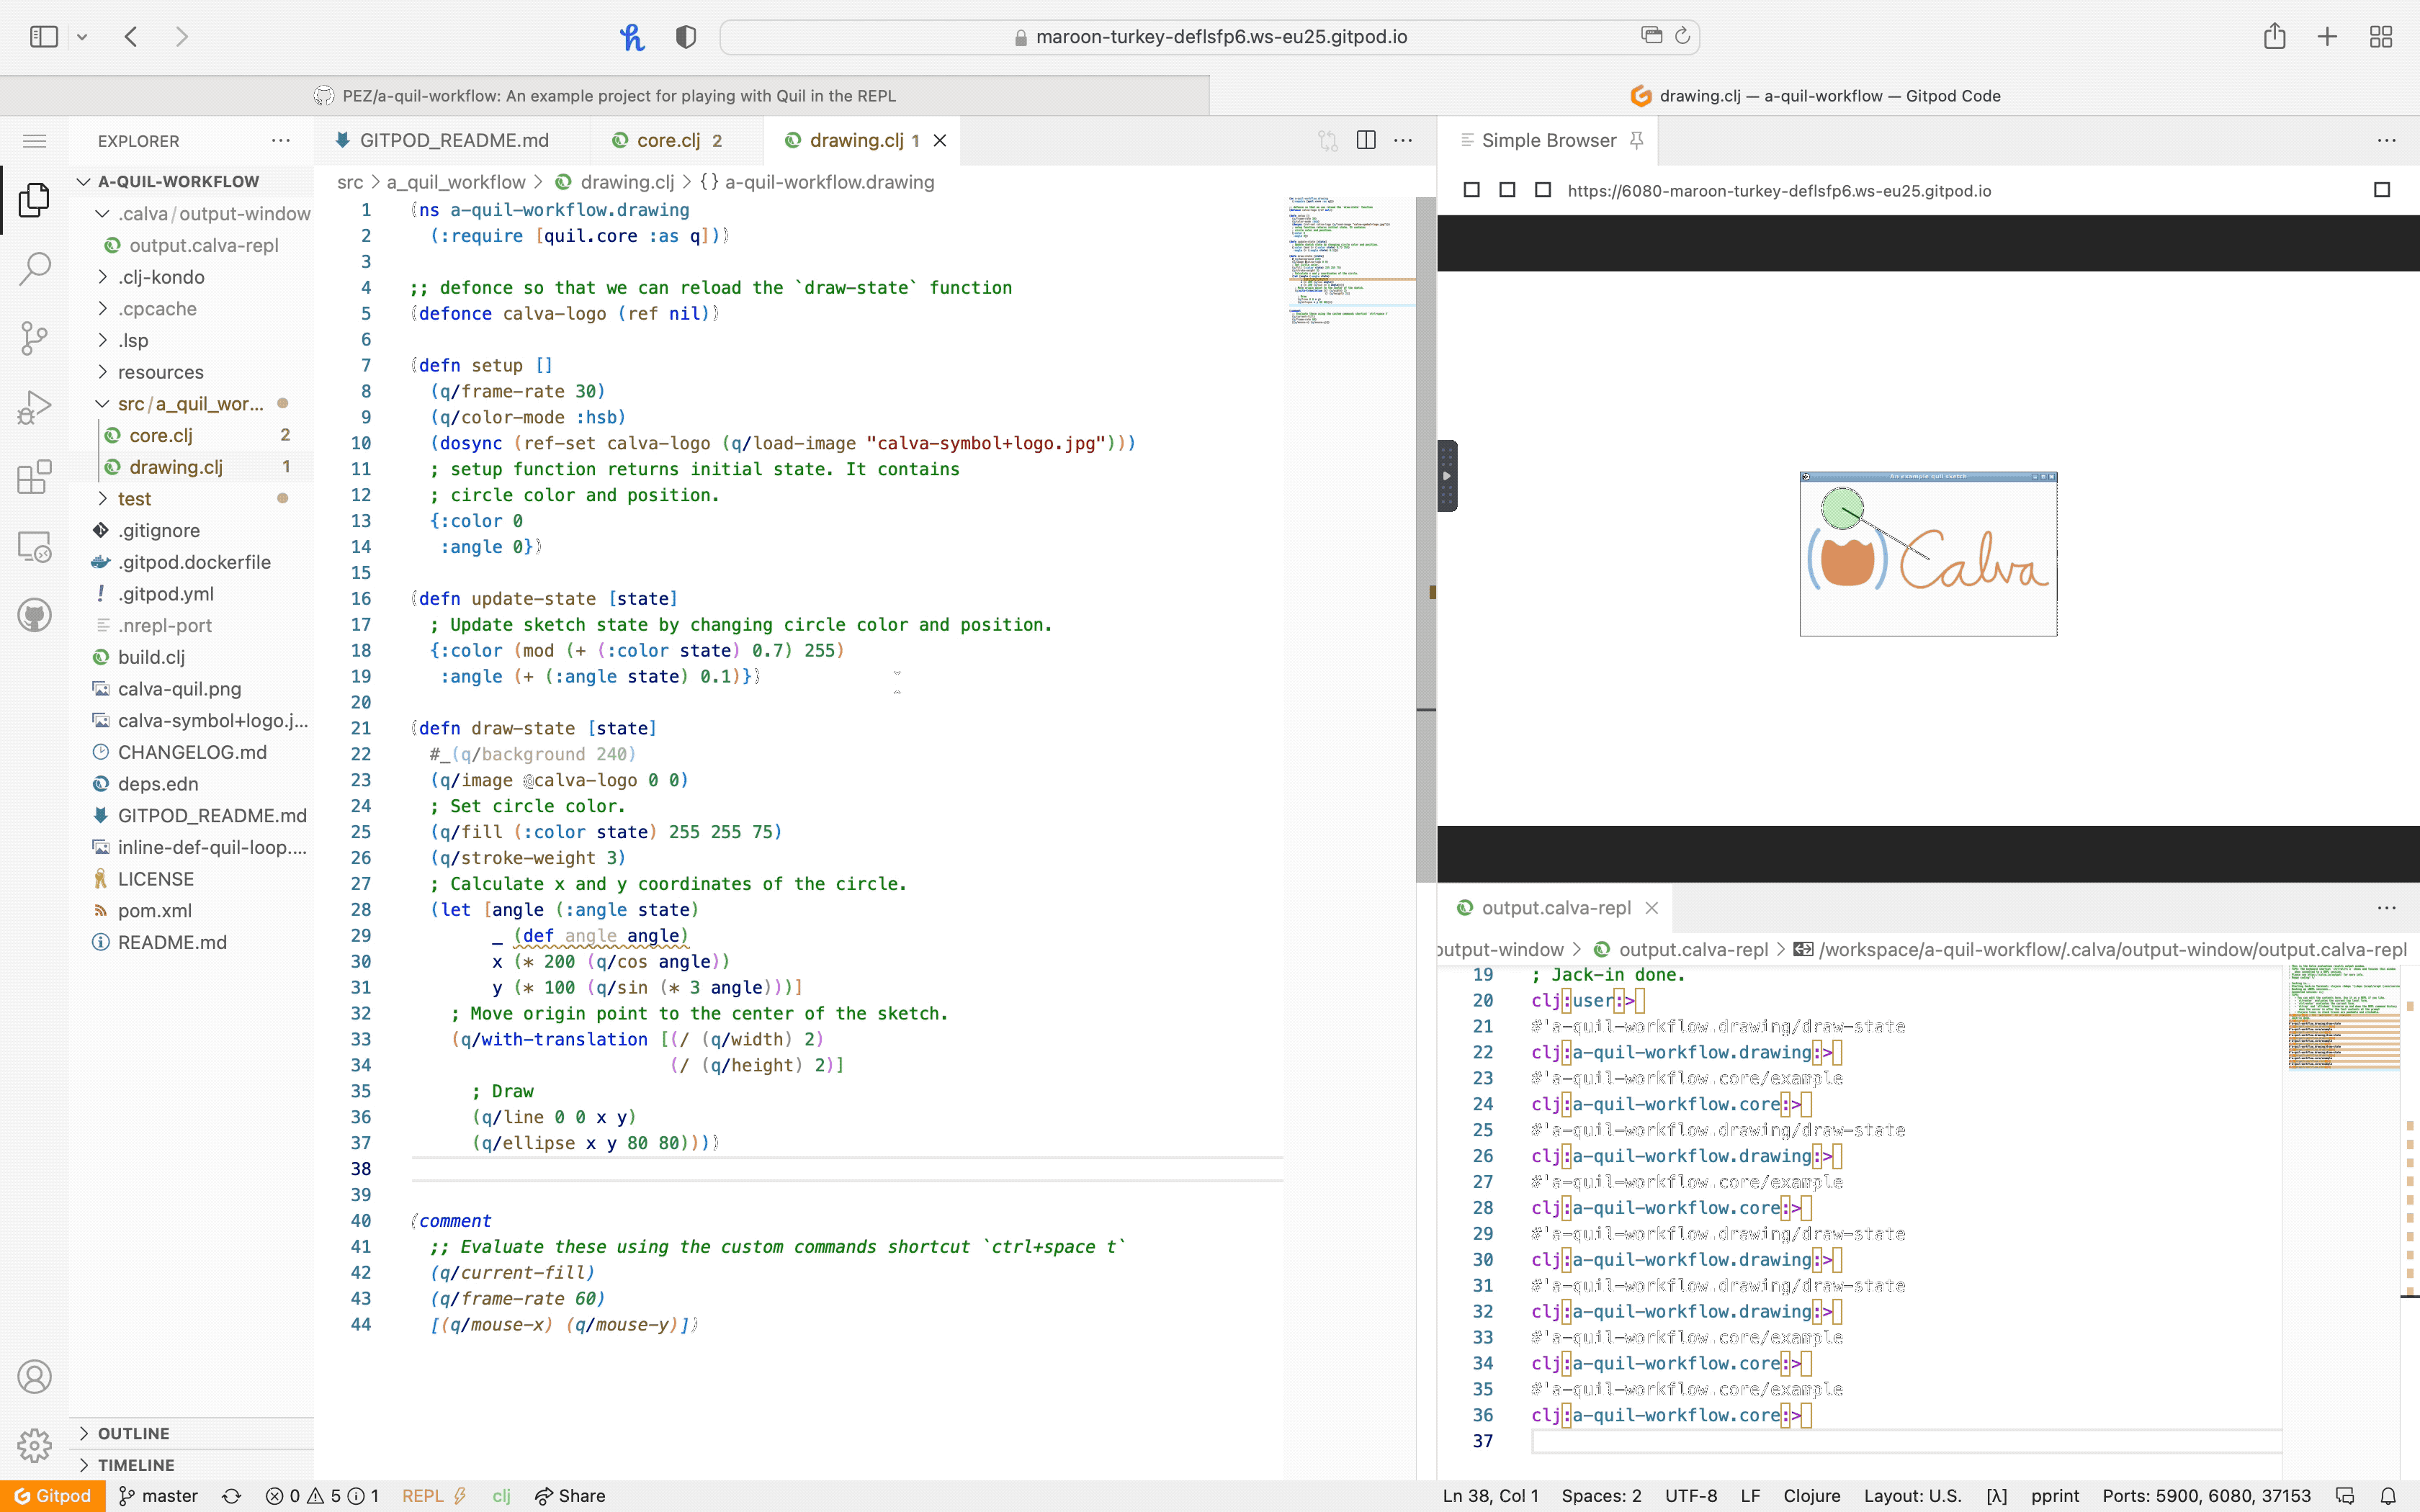 maroon-turkey-deflsfp6.ws-eu25.gitpod.io
PEZ/a-quil-workflow: An example project for playing with Quil in the REPL
drawing.clj — a-quil-workflow — Gitpod Code
EXPLORER
A-QUIL-WORKFLOW
.calva/output-window
output.calva-repl
.clj-kondo
.cpcache
.lsp
resources
src/a_quil_wor...
core.clj 2
drawing.clj 1
test
.gitignore
.gitpod.dockerfile
.gitpod.yml
.nrepl-port
build.clj
calva-quil.png
calva-symbol+logo.j...
CHANGELOG.md
deps.edn
GITPOD_README.md
inline-def-quil-loop....
LICENSE
pom.xml
README.md
OUTLINE
TIMELINE
GITPOD_README.md
core.clj 2
drawing.clj 1
src > a_quil_workflow > drawing.clj > {} a-quil-workflow.drawing
1 (ns a-quil-workflow.drawing
2 (:require [quil.core :as q]))
3
4 ;; defonce so that we can reload the `draw-state` function
5 (defonce calva-logo (ref nil))
6
7 (defn setup []
8 (q/frame-rate 30)
9 (q/color-mode :hsb)
10 (dosync (ref-set calva-logo (q/load-image "calva-symbol+logo.jpg")))
11 ; setup function returns initial state. It contains
12 ; circle color and position.
13 {:color 0
14 :angle 0})
15
16 (defn update-state [state]
17 ; Update sketch state by changing circle color and position.
18 {:color (mod (+ (:color state) 0.7) 255)
19 :angle (+ (:angle state) 0.1)})
20
21 (defn draw-state [state]
22 #_(q/background 240)
23 (q/image @calva-logo 0 0)
24 ; Set circle color.
25 (q/fill (:color state) 255 255 75)
26 (q/stroke-weight 3)
27 ; Calculate x and y coordinates of the circle.
28 (let [angle (:angle state)
29 _ (def angle angle)
30 x (* 200 (q/cos angle))
31 y (* 100 (q/sin (* 3 angle)))]
32 ; Move origin point to the center of the sketch.
33 (q/with-translation [(/ (q/width) 2)
34 (/ (q/height) 2)]
35 ; Draw
36 (q/line 0 0 x y)
37 (q/ellipse x y 80 80))))
38
39
40 (comment
41 ;; Evaluate these using the custom commands shortcut `ctrl+space t`
42 (q/current-fill)
43 (q/frame-rate 60)
44 [(q/mouse-x) (q/mouse-y)])
Simple Browser
https://6080-maroon-turkey-deflsfp6.ws-eu25.gitpod.io
An example quil sketch
Calva
output.calva-repl
output-window > output.calva-repl > /workspace/a-quil-workflow/.calva/output-window/output.calva-repl
19 ; Jack-in done.
20 clj:user:>
21 #'a-quil-workflow.drawing/draw-state
22 clj:a-quil-workflow.drawing:>
23 #'a-quil-workflow.core/example
24 clj:a-quil-workflow.core:>
25 #'a-quil-workflow.drawing/draw-state
26 clj:a-quil-workflow.drawing:>
27 #'a-quil-workflow.core/example
28 clj:a-quil-workflow.core:>
29 #'a-quil-workflow.drawing/draw-state
30 clj:a-quil-workflow.drawing:>
31 #'a-quil-workflow.drawing/draw-state
32 clj:a-quil-workflow.drawing:>
33 #'a-quil-workflow.core/example
34 clj:a-quil-workflow.core:>
35 #'a-quil-workflow.core/example
36 clj:a-quil-workflow.core:>
37
Gitpod master 0 5 1 REPL clj Share Ln 38, Col 1 Spaces: 2 UTF-8 LF Clojure Layout: U.S. [λ] pprint Ports: 5900, 6080, 37153